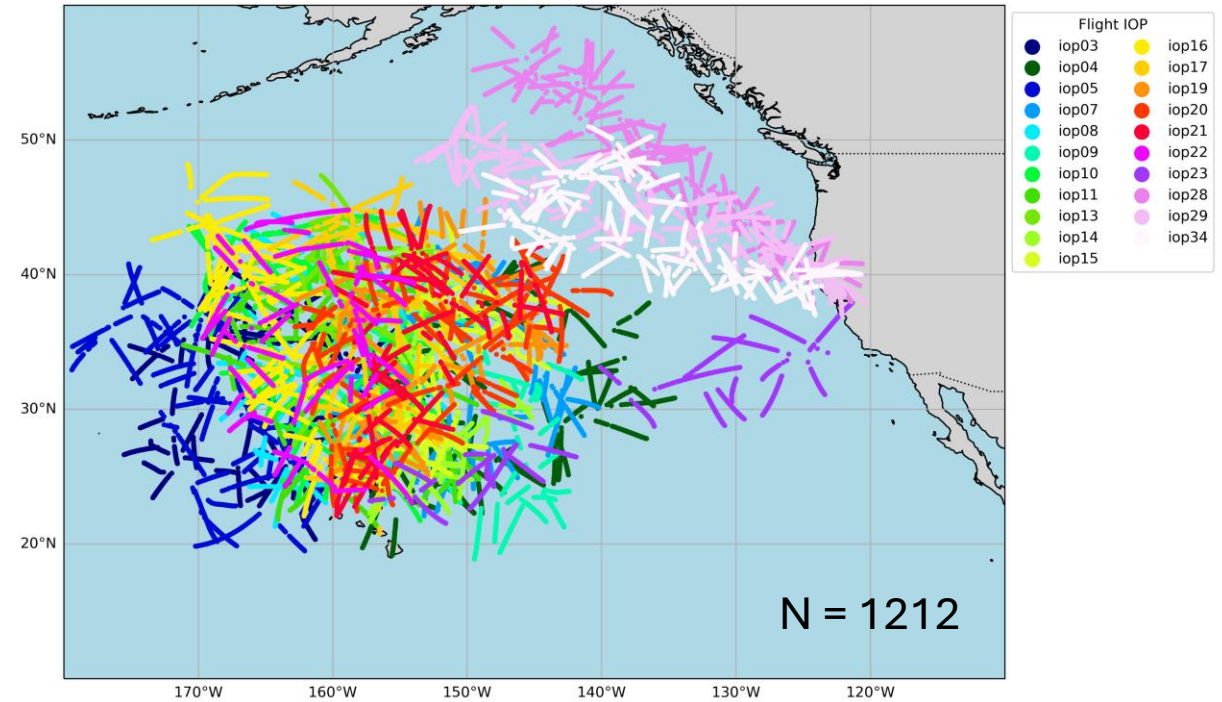 Flight IOP
iop03
iop04
iop05
iop07
iop08
iop09
iop10
iop11
iop13
iop14
iop15
iop16
iop17
iop19
iop20
iop21
iop22
iop23
iop28
iop29
iop34
50°N
40°N
30°N
20°N
N = 1212
170°W 160°W 150°W 140°W 130°W 120°W